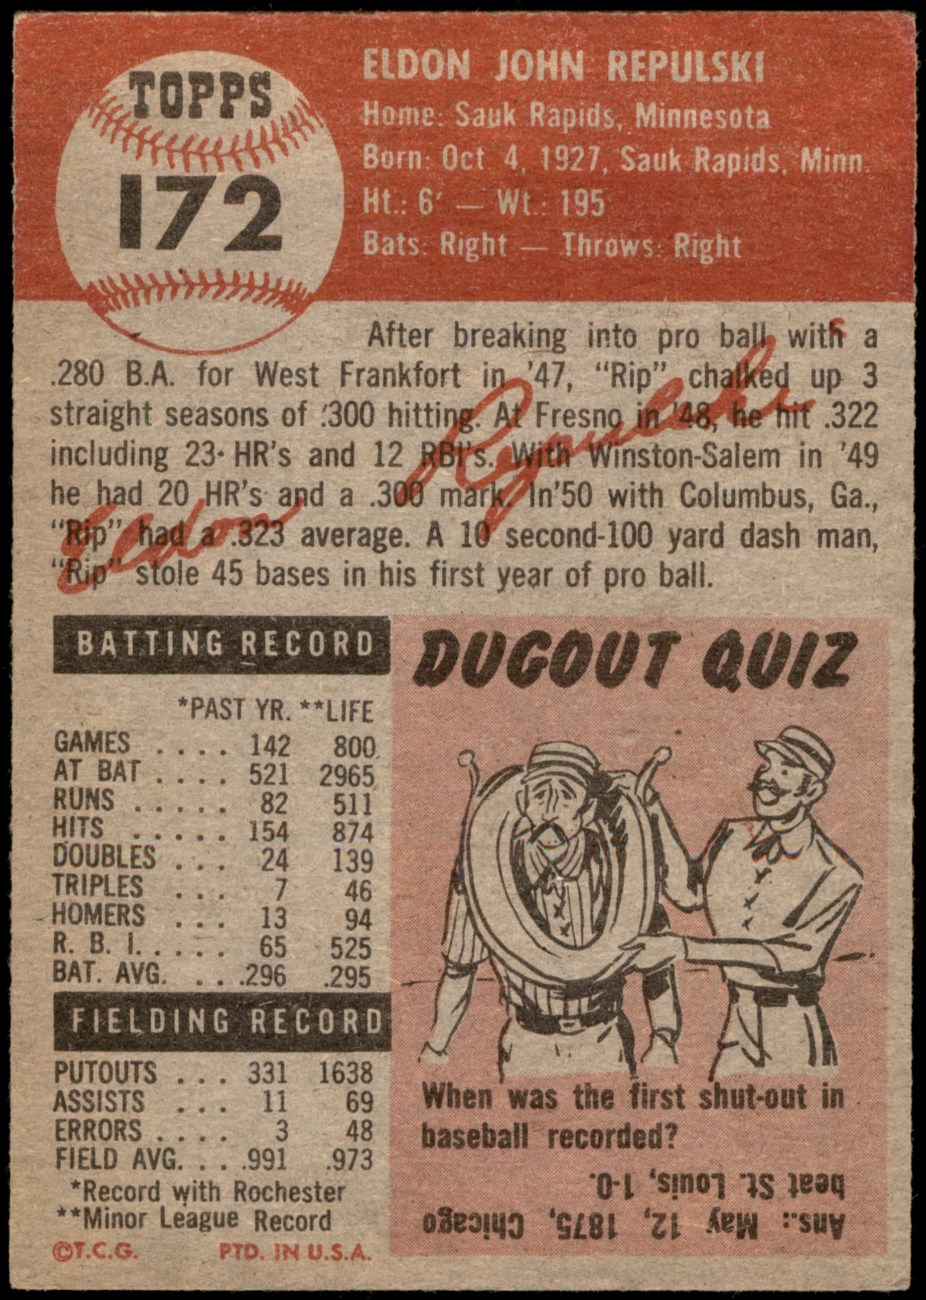 TOPPS
172
ELDON JOHN REPULSKI
Home: Sauk Rapids, Minnesota
Born: Oct 4, 1927, Sauk Rapids, Minn.
Ht.: 6' — Wt.: 195
Bats: Right — Throws: Right
After breaking into pro ball with a
.280 B.A. for West Frankfort in '47, "Rip" chalked up 3
straight seasons of .300 hitting. At Fresno in '48, he hit .322
including 23 HR's and 12 RBI's. With Winston-Salem in '49
he had 20 HR's and a .300 mark. In '50 with Columbus, Ga.,
"Rip" had a .323 average. A 10 second-100 yard dash man,
"Rip" stole 45 bases in his first year of pro ball.
Eldon Repulski
BATTING RECORD
*PAST YR. **LIFE
GAMES . . . . 142 800
AT BAT . . . . 521 2965
RUNS . . . . . 82 511
HITS . . . . . 154 874
DOUBLES . . . 24 139
TRIPLES . . . 7 46
HOMERS . . . 13 94
R. B. I. . . . . 65 525
BAT. AVG. . . .296 .295
FIELDING RECORD
PUTOUTS . . . 331 1638
ASSISTS . . . 11 69
ERRORS . . . . 3 48
FIELD AVG. . . .991 .973
*Record with Rochester
**Minor League Record
©T.C.G. PTD. IN U.S.A.
DUGOUT QUIZ
When was the first shut-out in
baseball recorded?
Ans.: May 12, 1875, Chicago
beat St. Louis, 1-0.